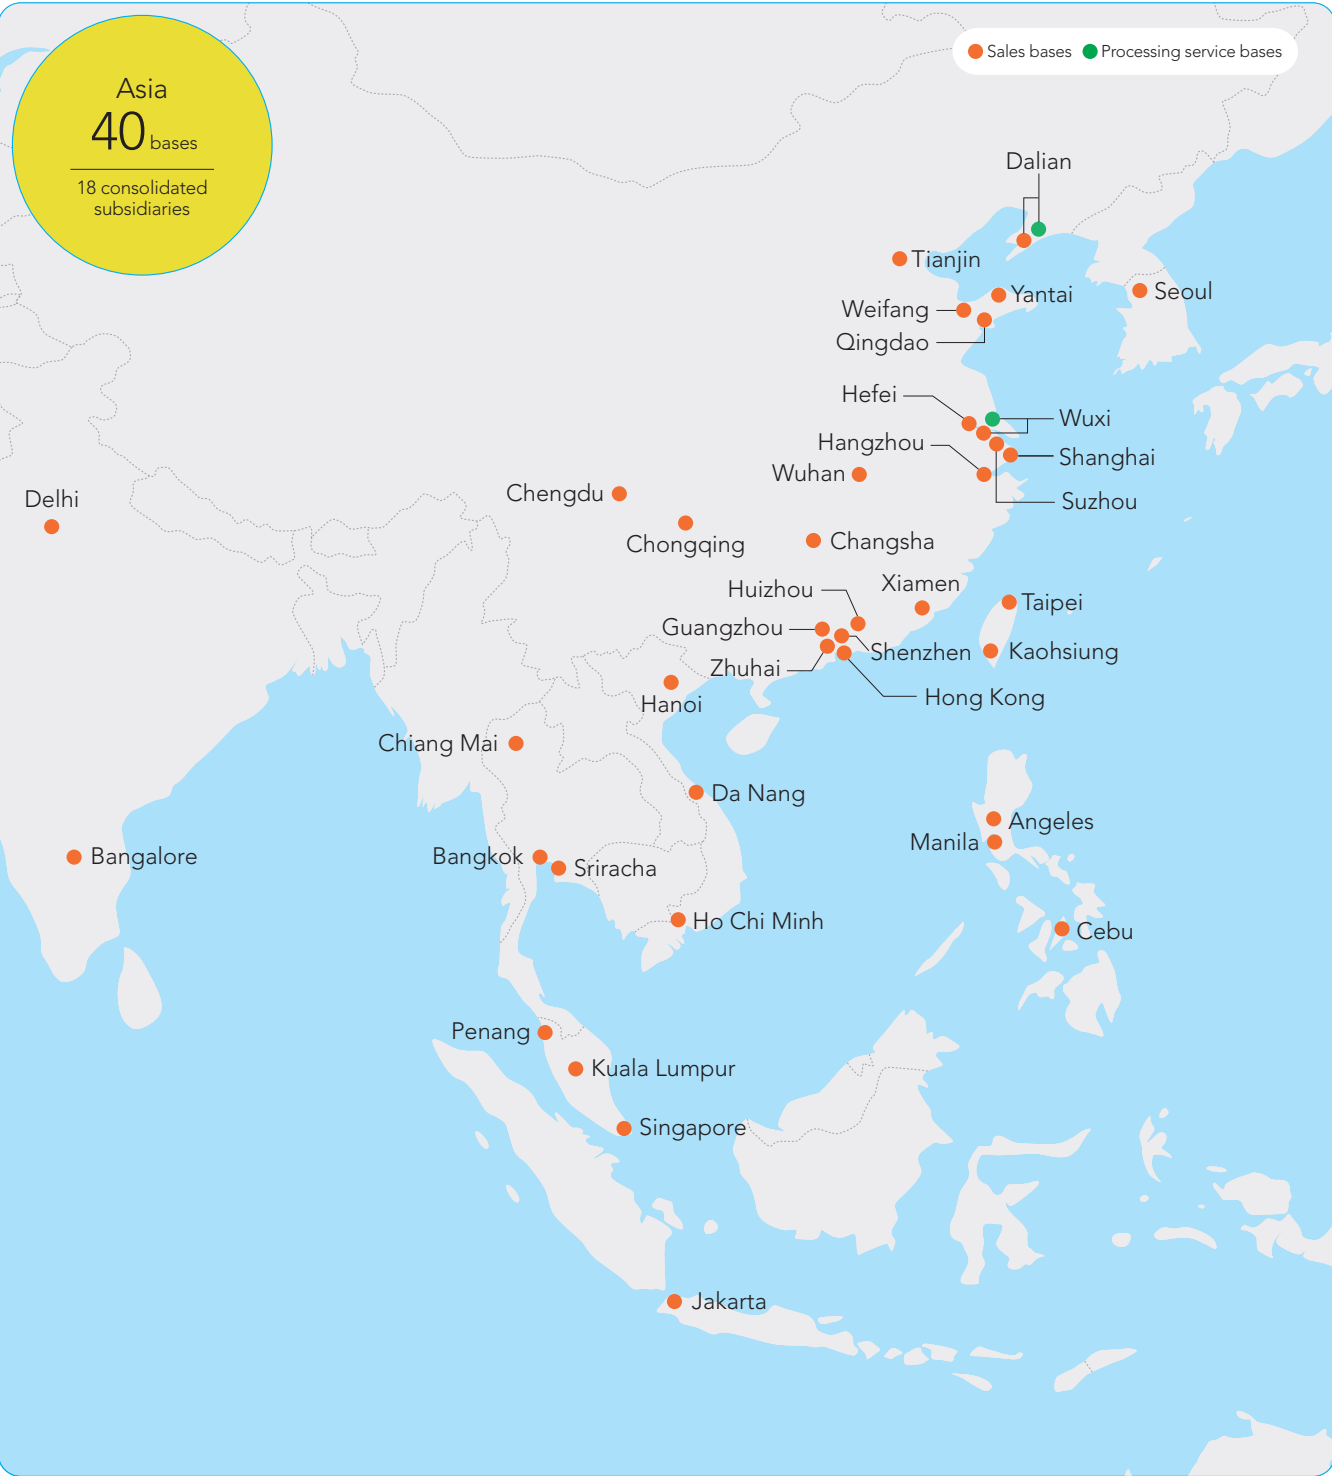 Asia
40 bases
18 consolidated
subsidiaries
Sales bases
Processing service bases
Dalian
Tianjin
Yantai
Seoul
Weifang
Qingdao
Hefei
Wuxi
Hangzhou
Shanghai
Wuhan
Suzhou
Chengdu
Delhi
Chongqing
Changsha
Xiamen
Huizhou
Taipei
Guangzhou
Shenzhen
Kaohsiung
Zhuhai
Hong Kong
Hanoi
Chiang Mai
Da Nang
Angeles
Manila
Bangalore
Bangkok
Sriracha
Ho Chi Minh
Cebu
Penang
Kuala Lumpur
Singapore
Jakarta